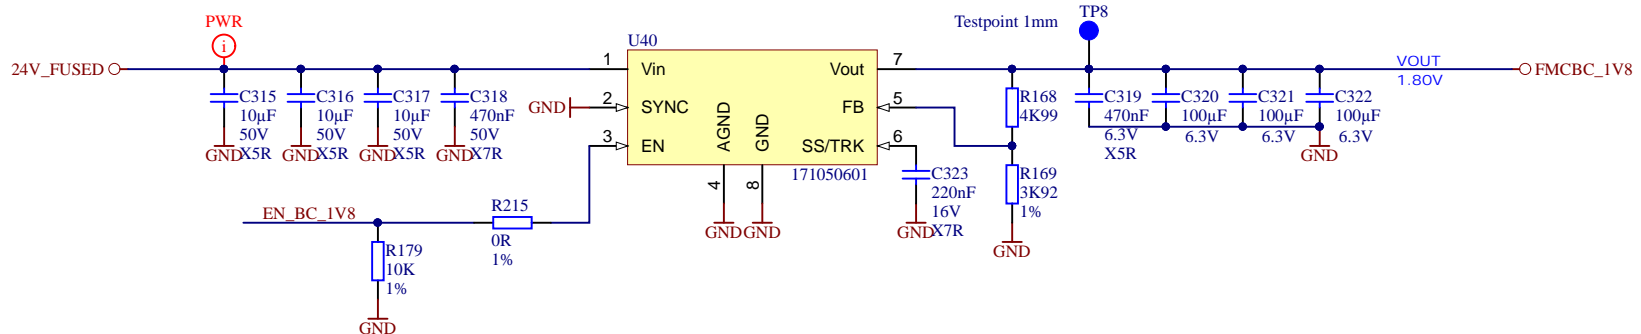 PWR
i
24V_FUSED
C315
10µF
50V
X5R
GND
C316
10µF
50V
X5R
GND
C317
10µF
50V
X5R
GND
C318
470nF
50V
X7R
GND
U40
1
Vin
GND
2
SYNC
3
EN
AGND
GND
4
8
Vout
7
FB
5
SS/TRK
6
171050601
GND
GND
EN_BC_1V8
R215
0R
1%
R179
10K
1%
GND
C323
220nF
16V
X7R
GND
R168
4K99
R169
3K92
1%
GND
Testpoint 1mm
TP8
C319
470nF
6.3V
X5R
C320
100µF
6.3V
C321
100µF
6.3V
C322
100µF
6.3V
GND
VOUT
1.80V
FMCBC_1V8